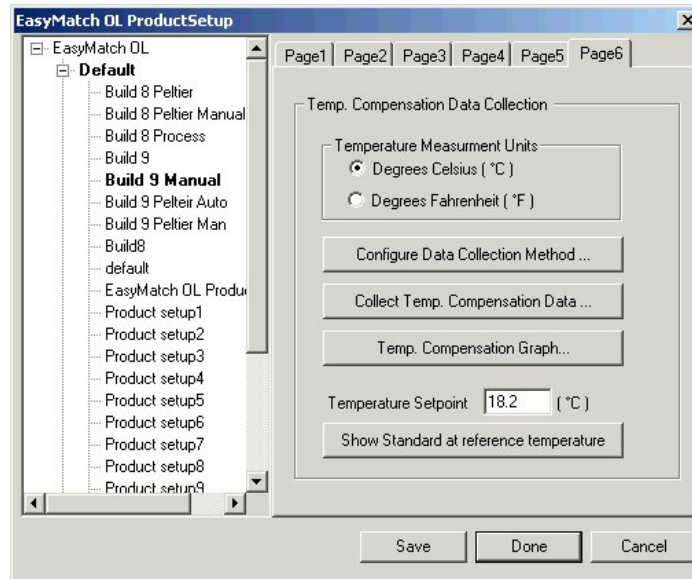 EasyMatch OL ProductSetup
EasyMatch OL
Default
Build 8 Peltier
Build 8 Peltier Manual
Build 8 Process
Build 9
Build 9 Manual
Build 9 Pelteir Auto
Build 9 Peltier Man
Build8
default
EasyMatch OL Produ
Product setup1
Product setup2
Product setup3
Product setup4
Product setup5
Product setup6
Product setup7
Product setup8
Product setup9
Page1 Page2 Page3 Page4 Page5 Page6
Temp. Compensation Data Collection
Temperature Measurment Units
Degrees Celsius ( °C )
Degrees Fahrenheit ( °F )
Configure Data Collection Method ...
Collect Temp. Compensation Data ...
Temp. Compensation Graph...
Temperature Setpoint 18.2 ( °C )
Show Standard at reference temperature
Save Done Cancel